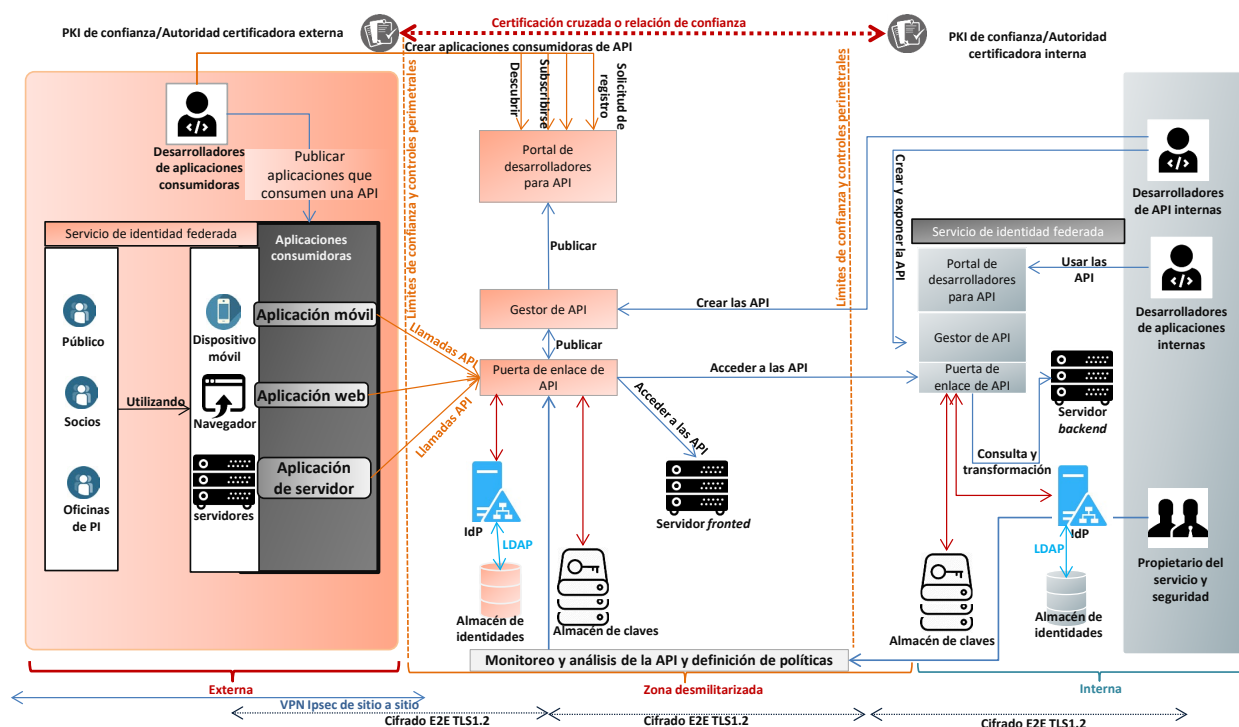 Certificación cruzada o relación de confianza
PKI de confianza/Autoridad certificadora externa
PKI de confianza/Autoridad
certificadora interna
Crear aplicaciones consumidoras de API
Descubrir
Subscribirse
Solicitud de
registro
Límites de confianza y controles perimetrales
Límites de confianza y controles perimetrales
Desarrolladores
de aplicaciones
consumidoras
Publicar
aplicaciones que
consumen una API
Portal de
desarrolladores
para API
Crear y exponer la API
Desarrolladores
de API internas
Servicio de identidad federada
Aplicaciones
consumidoras
Publicar
Servicio de identidad federada
Portal de
desarrolladores
para API
Usar las
API
Público
Dispositivo
móvil
Aplicación móvil
Llamadas API
Gestor de API
Crear las API
Gestor de API
Desarrolladores
de aplicaciones
internas
Publicar
Puerta de enlace de
API
Acceder a las API
Puerta de
enlace de API
Socios
Utilizando
Navegador
Aplicación web
Llamadas API
Acceder a las API
Servidor
backend
Oficinas
de PI
servidores
Aplicación
de servidor
Consulta y
transformación
IdP
Servidor fronted
IdP
LDAP
LDAP
Propietario del
servicio y
seguridad
Almacén de
identidades
Almacén de claves
Almacén de claves
Almacén de
identidades
Monitoreo y análisis de la API y definición de políticas
Externa
Zona desmilitarizada
Interna
VPN Ipsec de sitio a sitio
Cifrado E2E TLS1.2
Cifrado E2E TLS1.2
Cifrado E2E TLS1.2